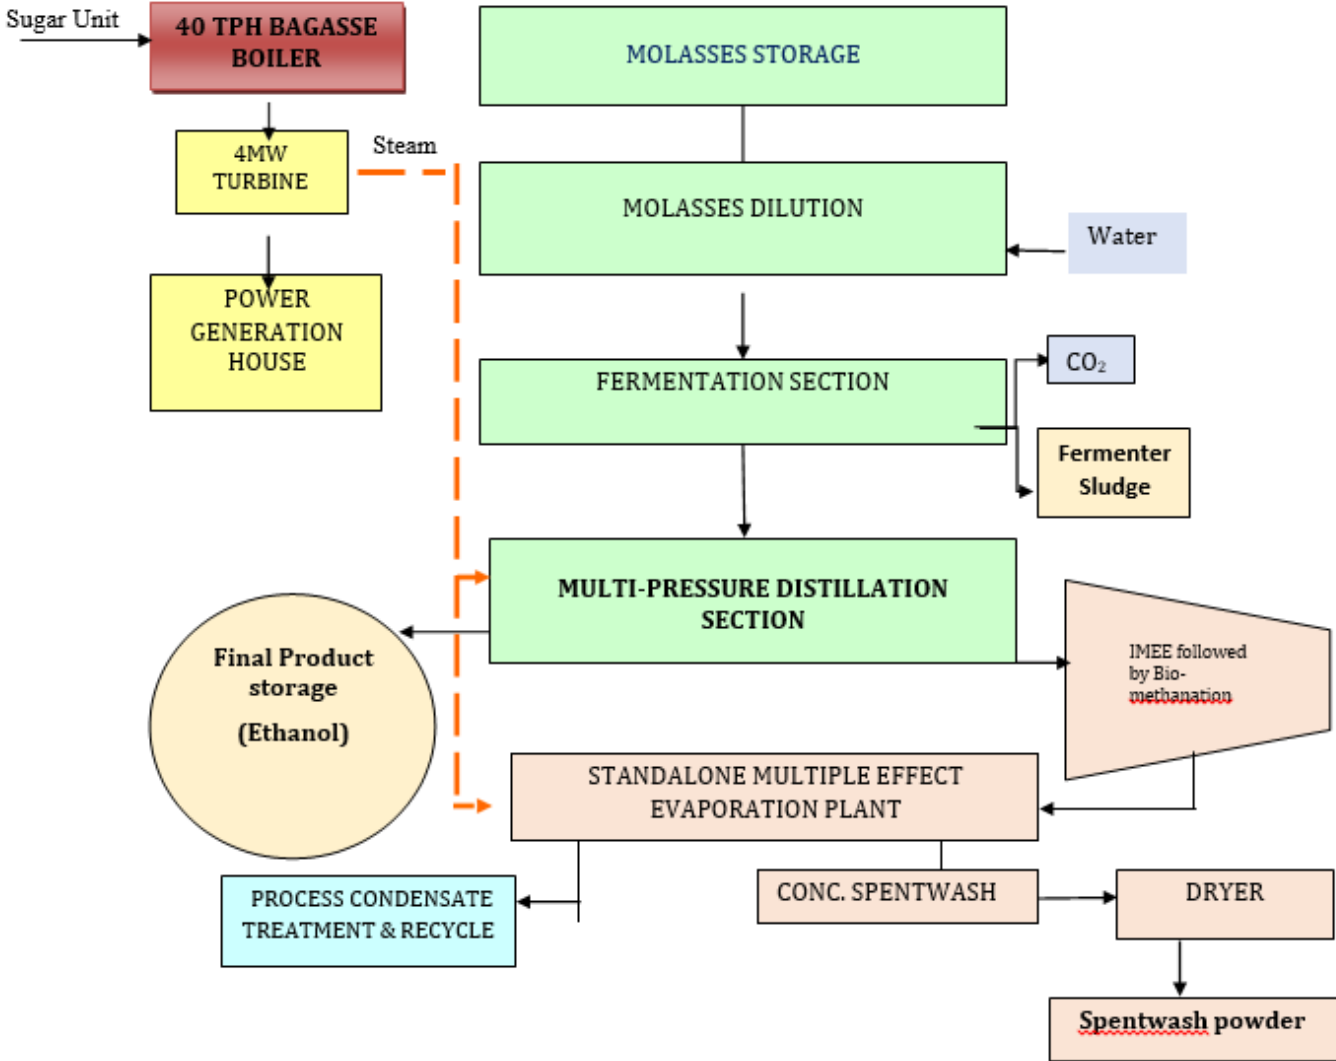 Sugar Unit
40 TPH BAGASSE
BOILER
MOLASSES STORAGE
4MW
TURBINE
Steam
MOLASSES DILUTION
Water
POWER
GENERATION
HOUSE
FERMENTATION SECTION
CO₂
Fermenter
Sludge
MULTI-PRESSURE DISTILLATION
SECTION
Final Product
storage
(Ethanol)
IMEE followed
by Bio-
methanation
STANDALONE MULTIPLE EFFECT
EVAPORATION PLANT
PROCESS CONDENSATE
TREATMENT & RECYCLE
CONC. SPENTWASH
DRYER
Spentwash powder